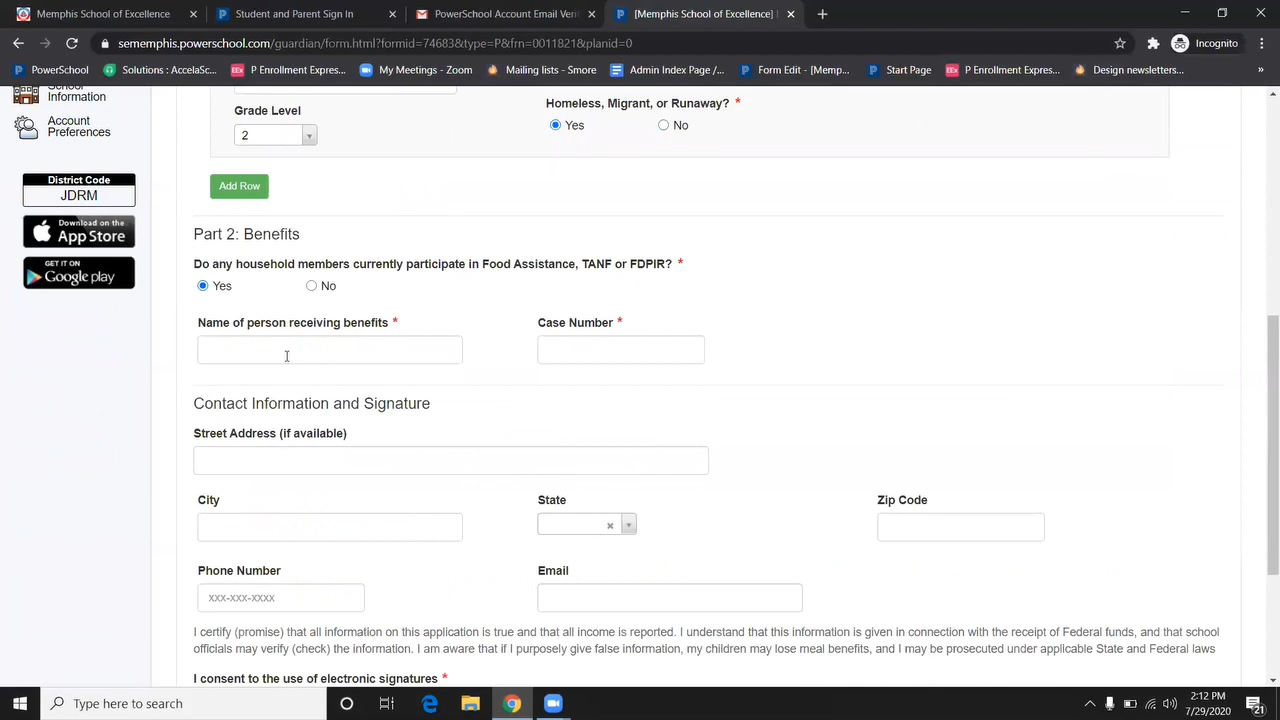 Memphis School of Excellence
Student and Parent Sign In
PowerSchool Account Email Veri
[Memphis School of Excellence] |
sememphis.powerschool.com/guardian/form.html?formid=74683&type=P&frn=00118218&planid=0
Incognito
PowerSchool
Solutions : AccelaSc...
P Enrollment Expres...
My Meetings - Zoom
Mailing lists - Smore
Admin Index Page /...
Form Edit - [Memp...
Start Page
P Enrollment Expres...
Design newsletters...
School
Information
Account
Preferences
District Code
JDRM
Download on the
App Store
GET IT ON
Google play
Grade Level
2
Homeless, Migrant, or Runaway? *
Yes No
Add Row
Part 2: Benefits
Do any household members currently participate in Food Assistance, TANF or FDPIR? *
Yes No
Name of person receiving benefits * Case Number *
Contact Information and Signature
Street Address (if available)
City State Zip Code
Phone Number Email
xxx-xxx-xxxx
I certify (promise) that all information on this application is true and that all income is reported. I understand that this information is given in connection with the receipt of Federal funds, and that school
officials may verify (check) the information. I am aware that if I purposely give false information, my children may lose meal benefits, and I may be prosecuted under applicable State and Federal laws
I consent to the use of electronic signatures *
Type here to search
2:12 PM
7/29/2020
21